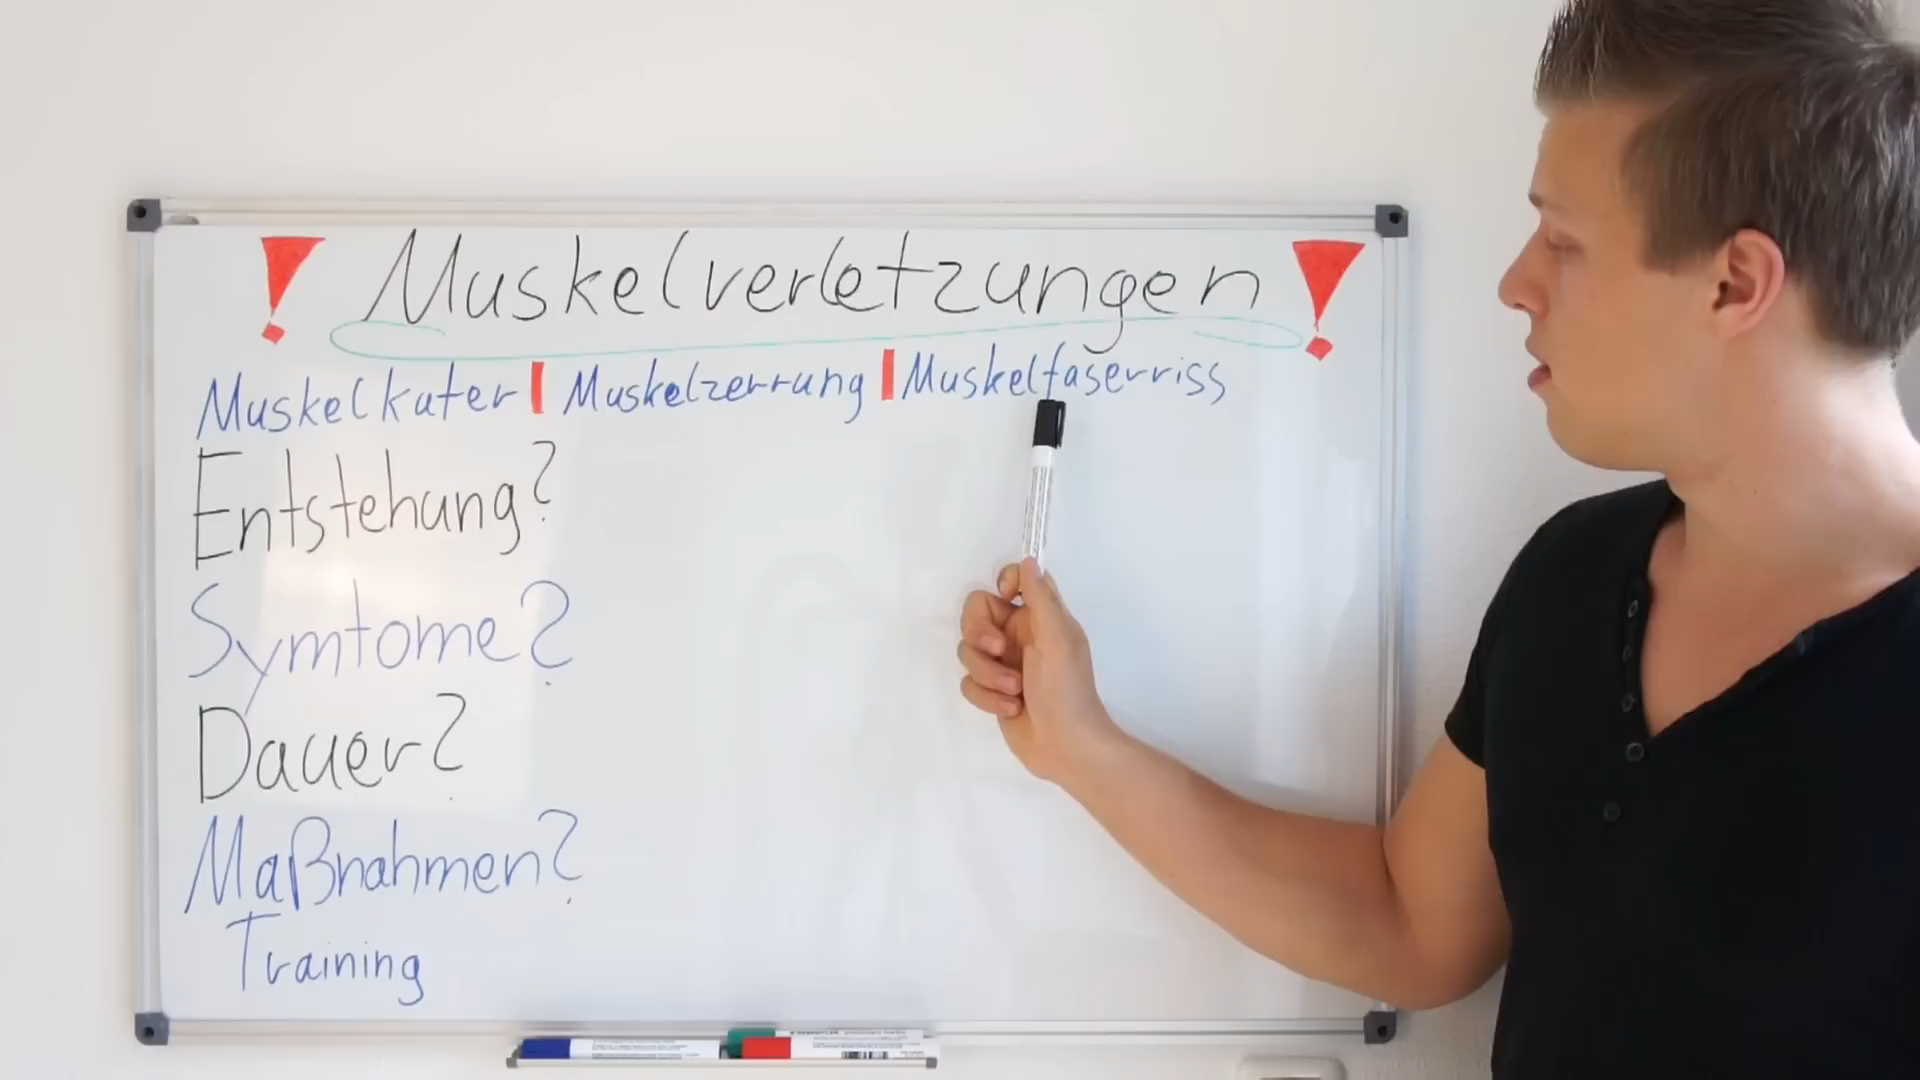 ! Muskelverletzungen !
Muskelkater | Muskelzerrung | Muskelfaserriss
Entstehung?
Symtome?
Dauer?
Maßnahmen?
Training